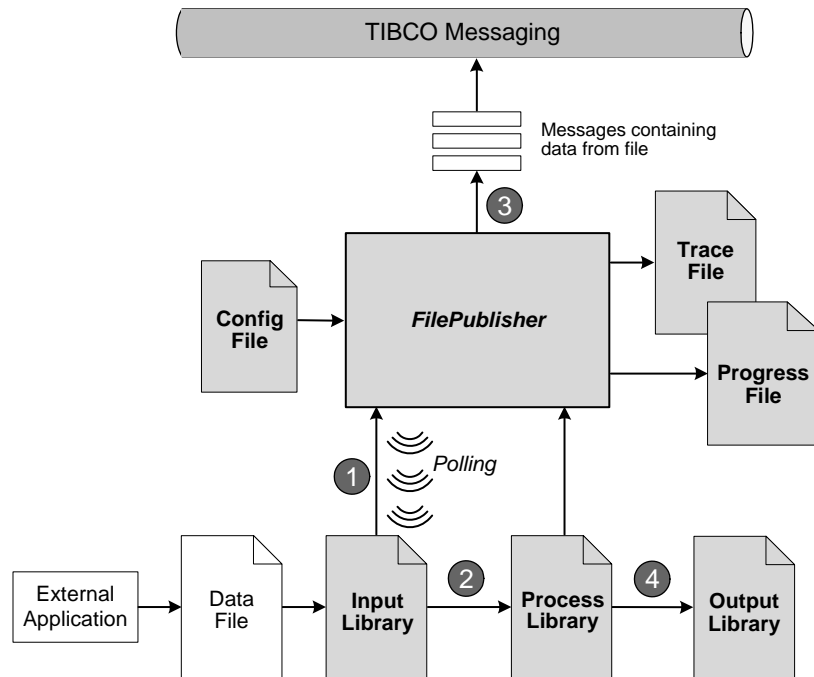 TIBCO Messaging
Messages containing
data from file
3
Trace
File
Config
File
FilePublisher
Progress
File
1
Polling
External
Application
Data
File
Input
Library
2
Process
Library
4
Output
Library